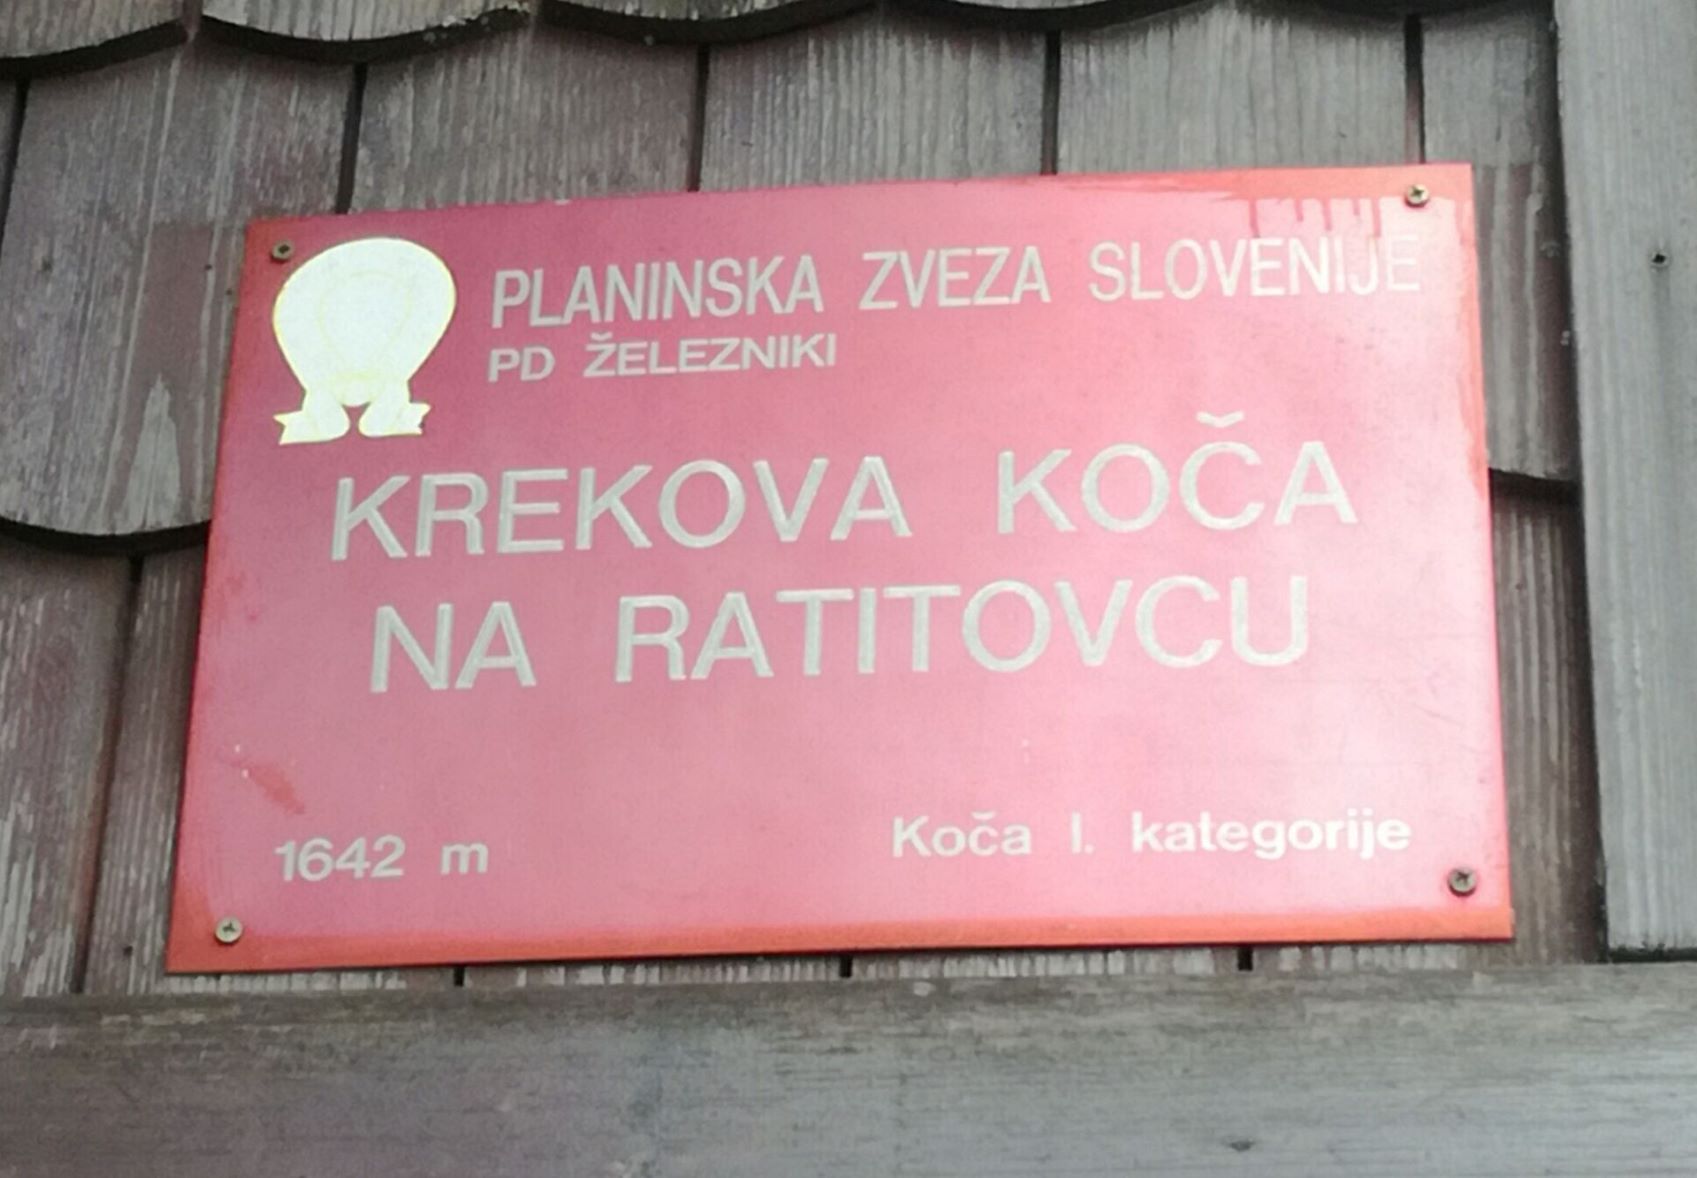 PLANINSKA ZVEZA SLOVENIJE
PD ŽELEZNIKI
KREKOVA KOČA
NA RATITOVCU
1642 m
Koča I. kategorije